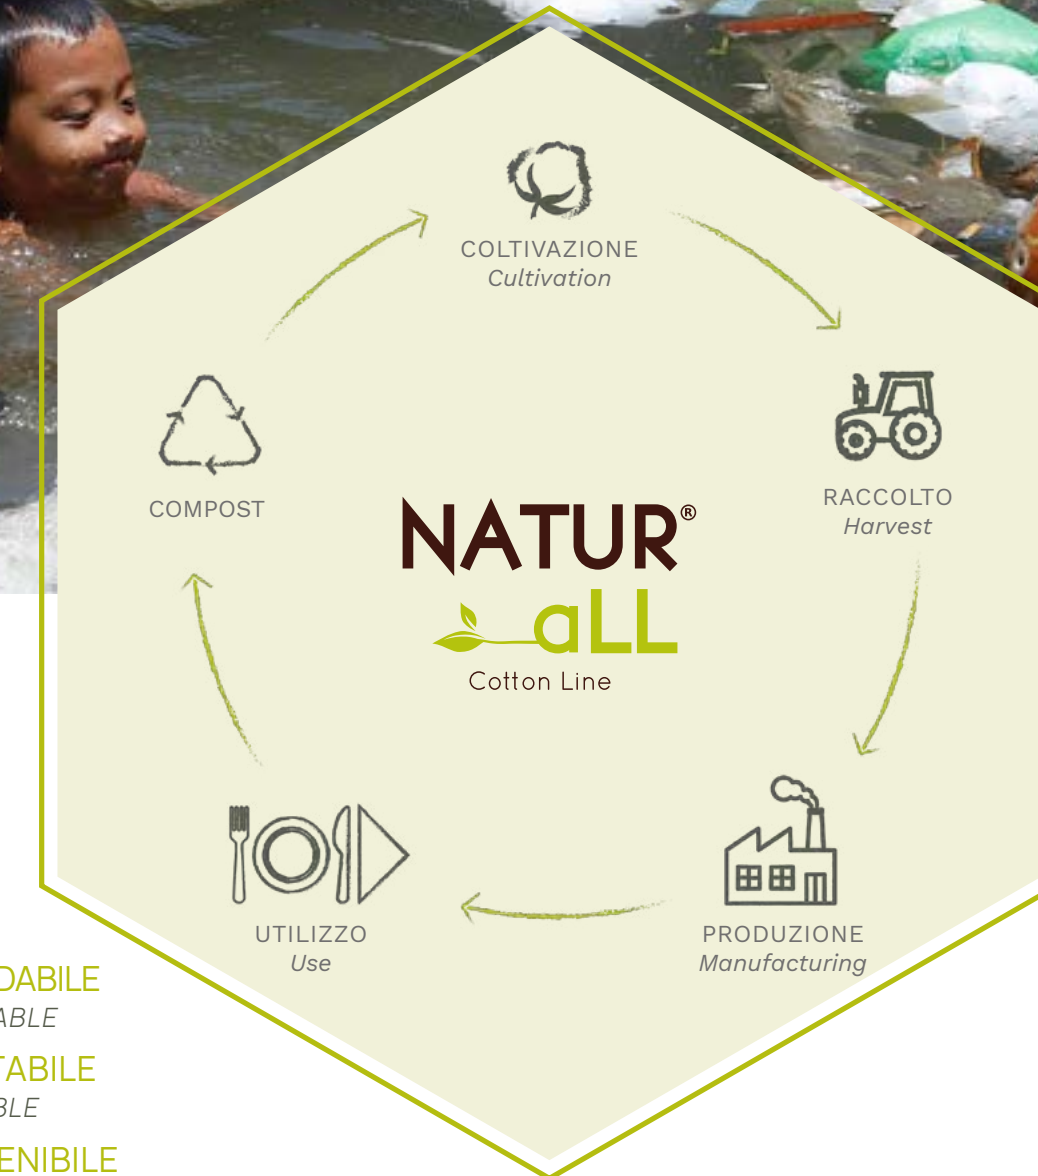 COLTIVAZIONE
Cultivation
RACCOLTO
Harvest
COMPOST
NATUR®
aLL
Cotton Line
UTILIZZO
Use
PRODUZIONE
Manufacturing
DABILE
ABLE
TABILE
BLE
ENIBILE